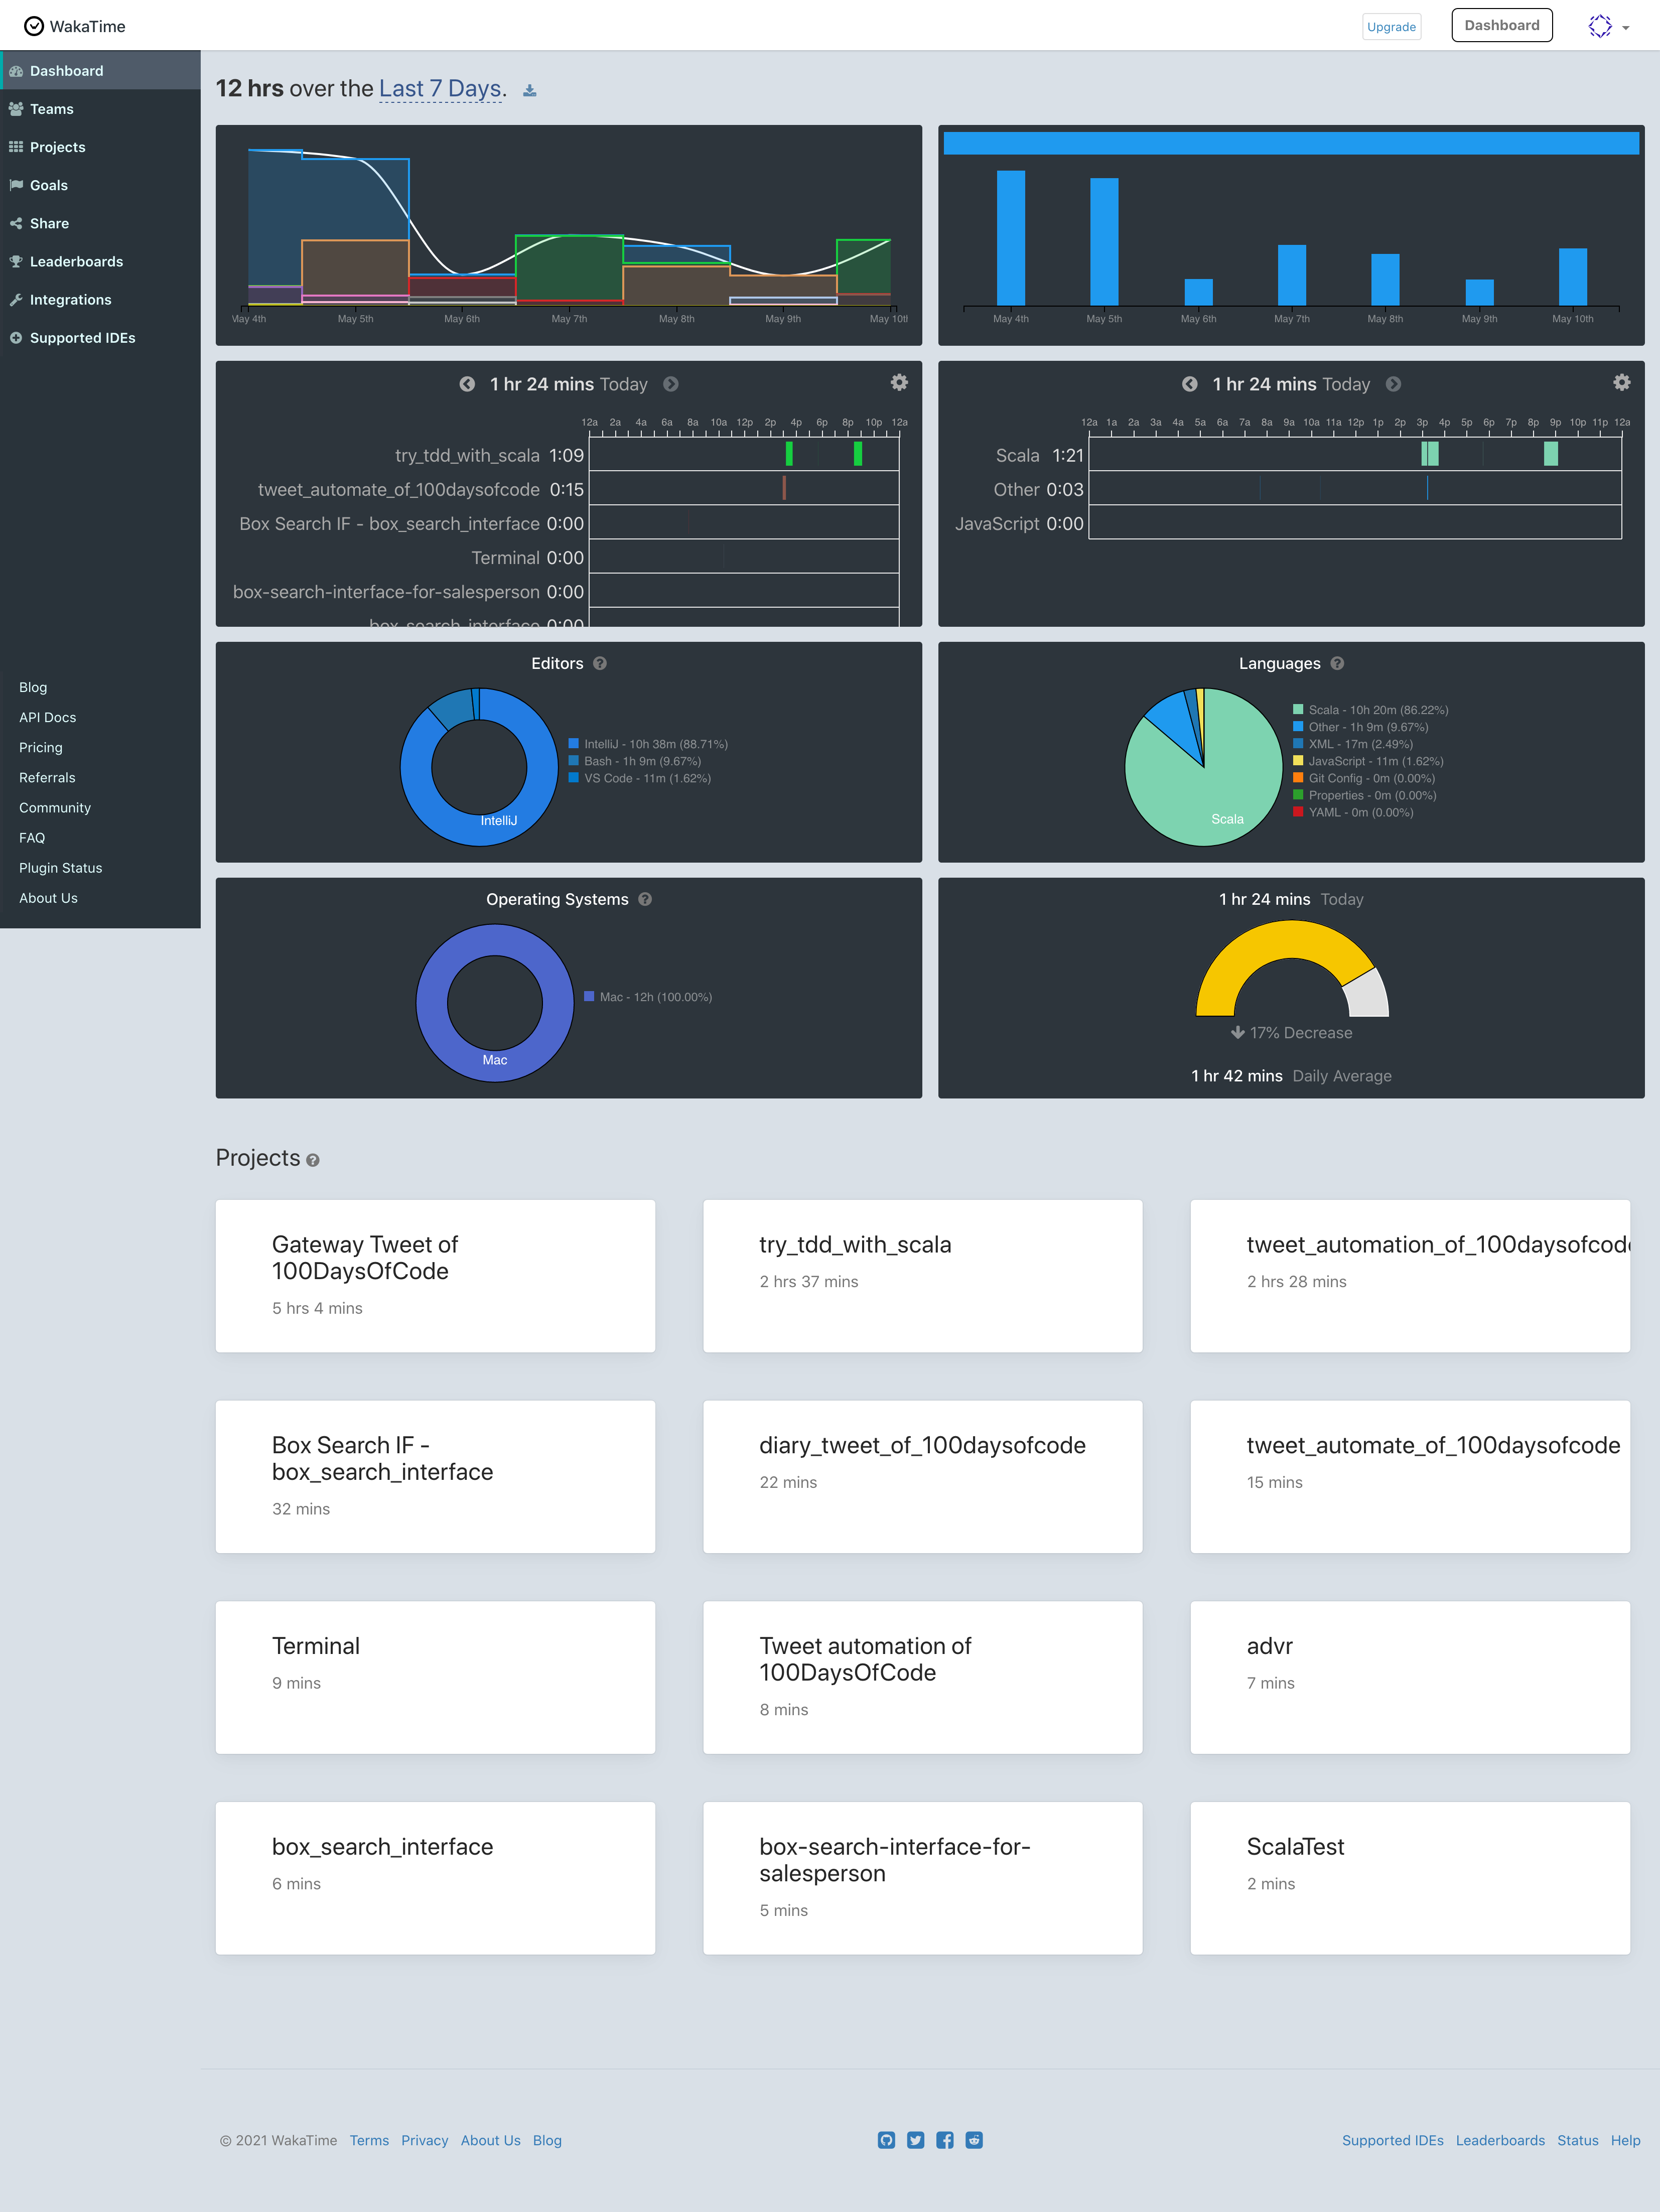 WakaTime
Upgrade
Dashboard
Dashboard
Teams
Projects
Goals
Share
Leaderboards
Integrations
Supported IDEs
Blog
API Docs
Pricing
Referrals
Community
FAQ
Plugin Status
About Us
12 hrs over the Last 7 Days.
May 4th May 5th May 6th May 7th May 8th May 9th May 10th
May 4th May 5th May 6th May 7th May 8th May 9th May 10th
1 hr 24 mins Today
12a 2a 4a 6a 8a 10a 12p 2p 4p 6p 8p 10p 12a
try_tdd_with_scala 1:09
tweet_automate_of_100daysofcode 0:15
Box Search IF - box_search_interface 0:00
Terminal 0:00
box-search-interface-for-salesperson 0:00
box_search_interface 0:00
1 hr 24 mins Today
12a 1a 2a 3a 4a 5a 6a 7a 8a 9a 10a 11a 12p 1p 2p 3p 4p 5p 6p 7p 8p 9p 10p 11p 12a
Scala 1:21
Other 0:03
JavaScript 0:00
Editors
IntelliJ
IntelliJ - 10h 38m (88.71%)
Bash - 1h 9m (9.67%)
VS Code - 11m (1.62%)
Languages
Scala
Scala - 10h 20m (86.22%)
Other - 1h 9m (9.67%)
XML - 17m (2.49%)
JavaScript - 11m (1.62%)
Git Config - 0m (0.00%)
Properties - 0m (0.00%)
YAML - 0m (0.00%)
Operating Systems
Mac
Mac - 12h (100.00%)
1 hr 24 mins Today
17% Decrease
1 hr 42 mins Daily Average
Projects
Gateway Tweet of
100DaysOfCode
5 hrs 4 mins
try_tdd_with_scala
2 hrs 37 mins
tweet_automation_of_100daysofcode
2 hrs 28 mins
Box Search IF -
box_search_interface
32 mins
diary_tweet_of_100daysofcode
22 mins
tweet_automate_of_100daysofcode
15 mins
Terminal
9 mins
Tweet automation of
100DaysOfCode
8 mins
advr
7 mins
box_search_interface
6 mins
box-search-interface-for-
salesperson
5 mins
ScalaTest
2 mins
© 2021 WakaTime Terms Privacy About Us Blog
Supported IDEs Leaderboards Status Help